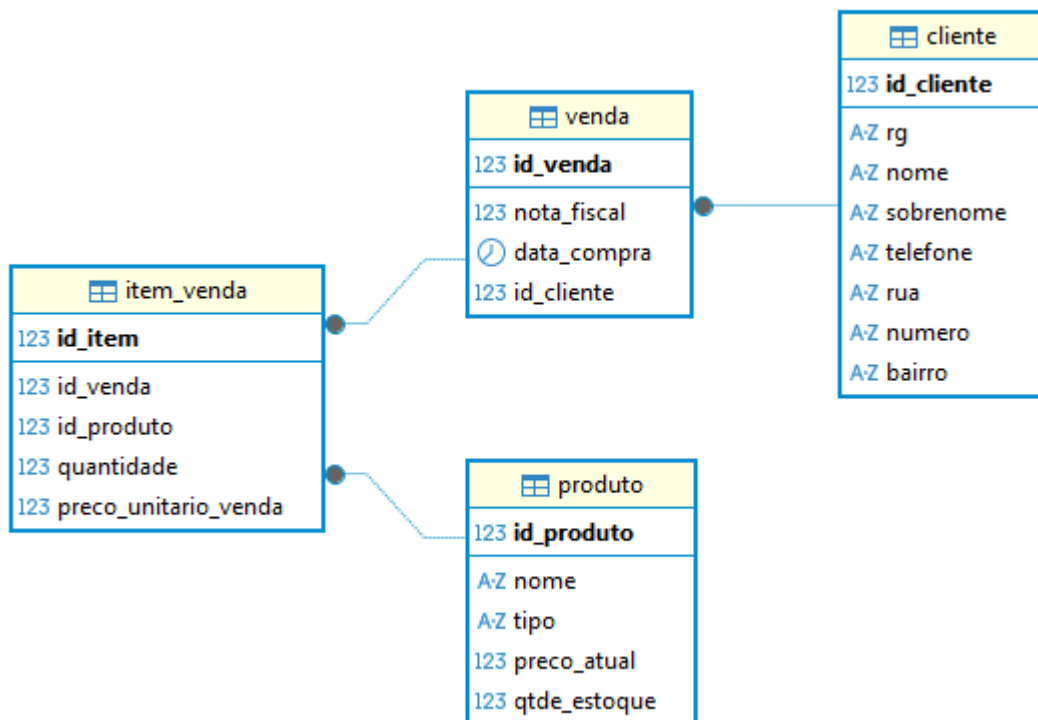 cliente
123 id_cliente
A-Z rg
A-Z nome
A-Z sobrenome
A-Z telefone
A-Z rua
A-Z numero
A-Z bairro
venda
123 id_venda
123 nota_fiscal
data_compra
123 id_cliente
item_venda
123 id_item
123 id_venda
123 id_produto
123 quantidade
123 preco_unitario_venda
produto
123 id_produto
A-Z nome
A-Z tipo
123 preco_atual
123 qtde_estoque